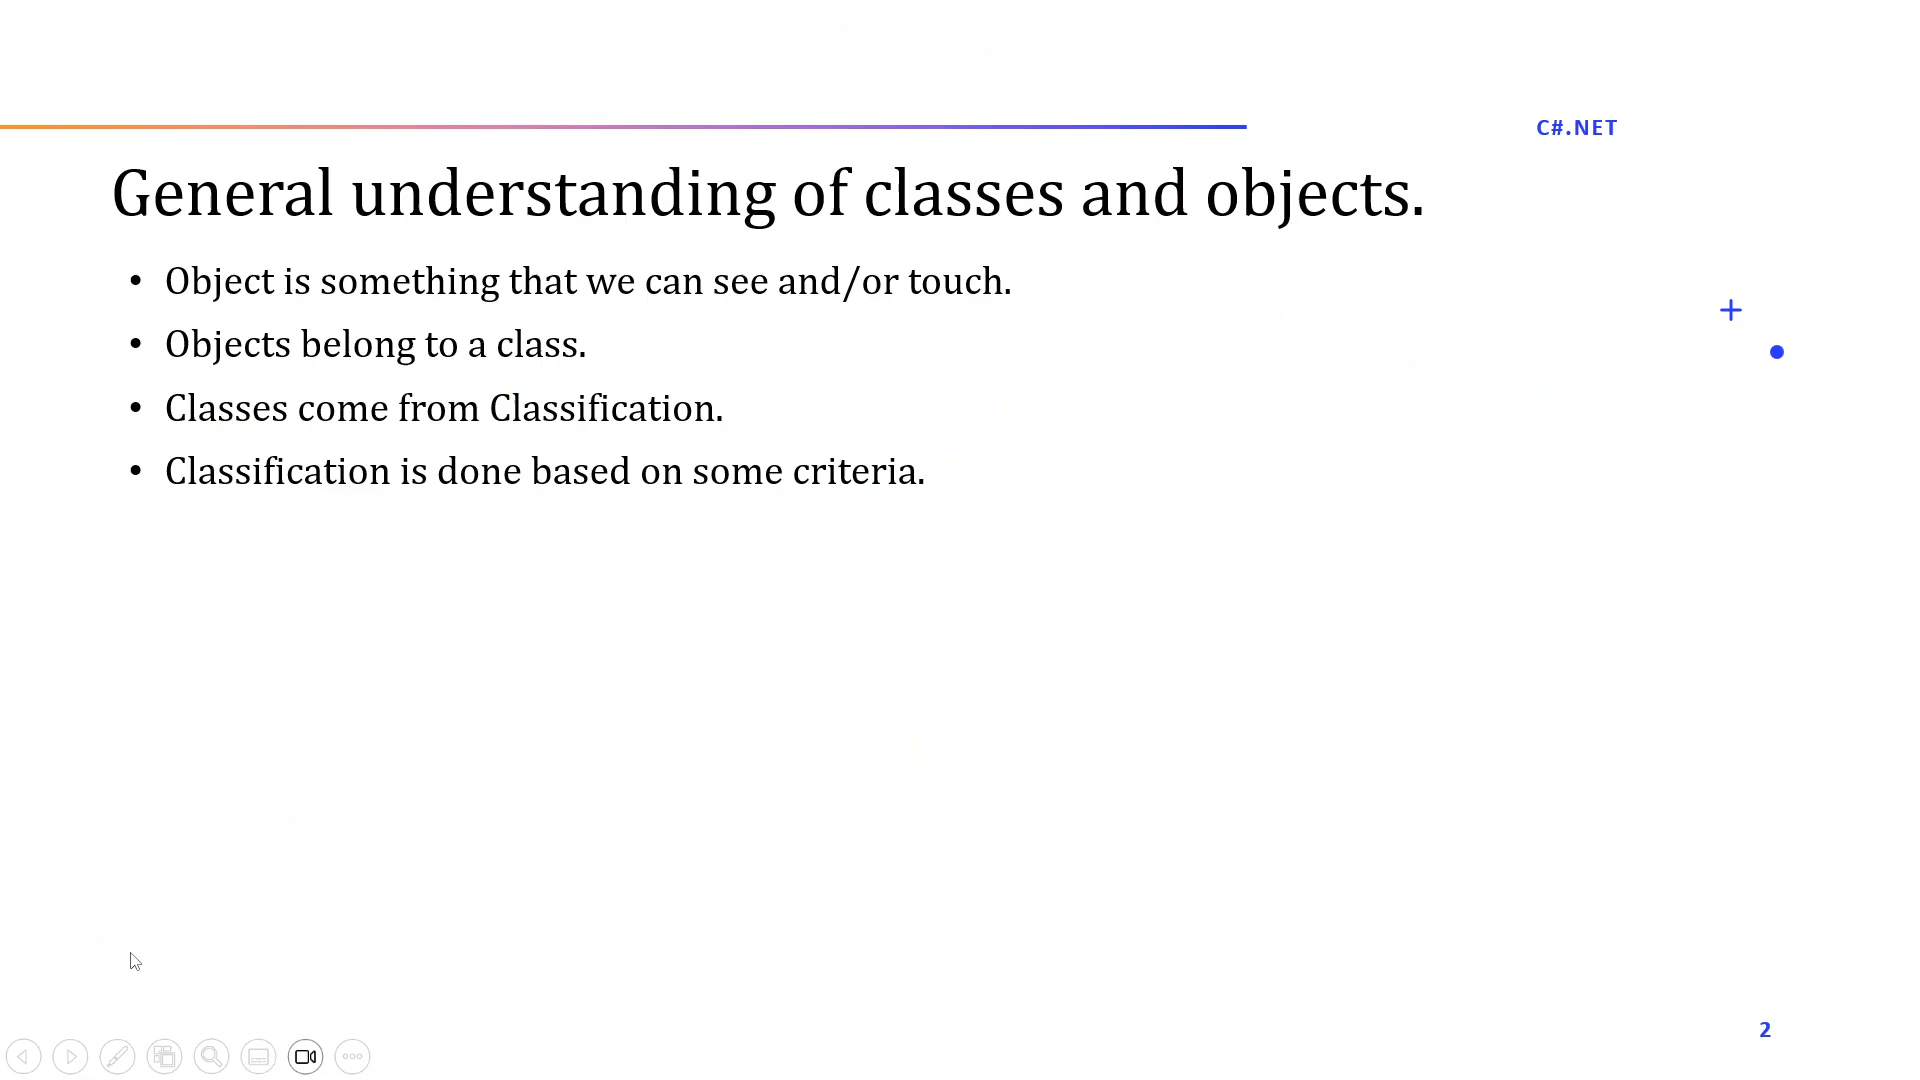 C#.NET
General understanding of classes and objects.
• Object is something that we can see and/or touch.
• Objects belong to a class.
• Classes come from Classification.
• Classification is done based on some criteria.
2